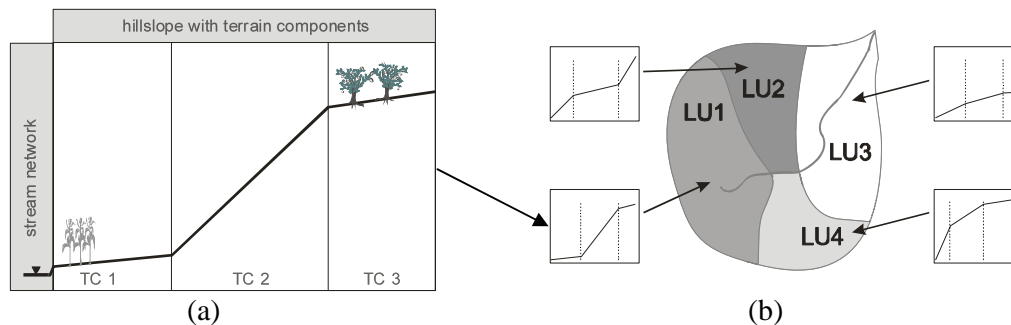 hillslope with terrain components
stream network
TC 1
TC 2
TC 3
(a)
LU1
LU2
LU3
LU4
(b)